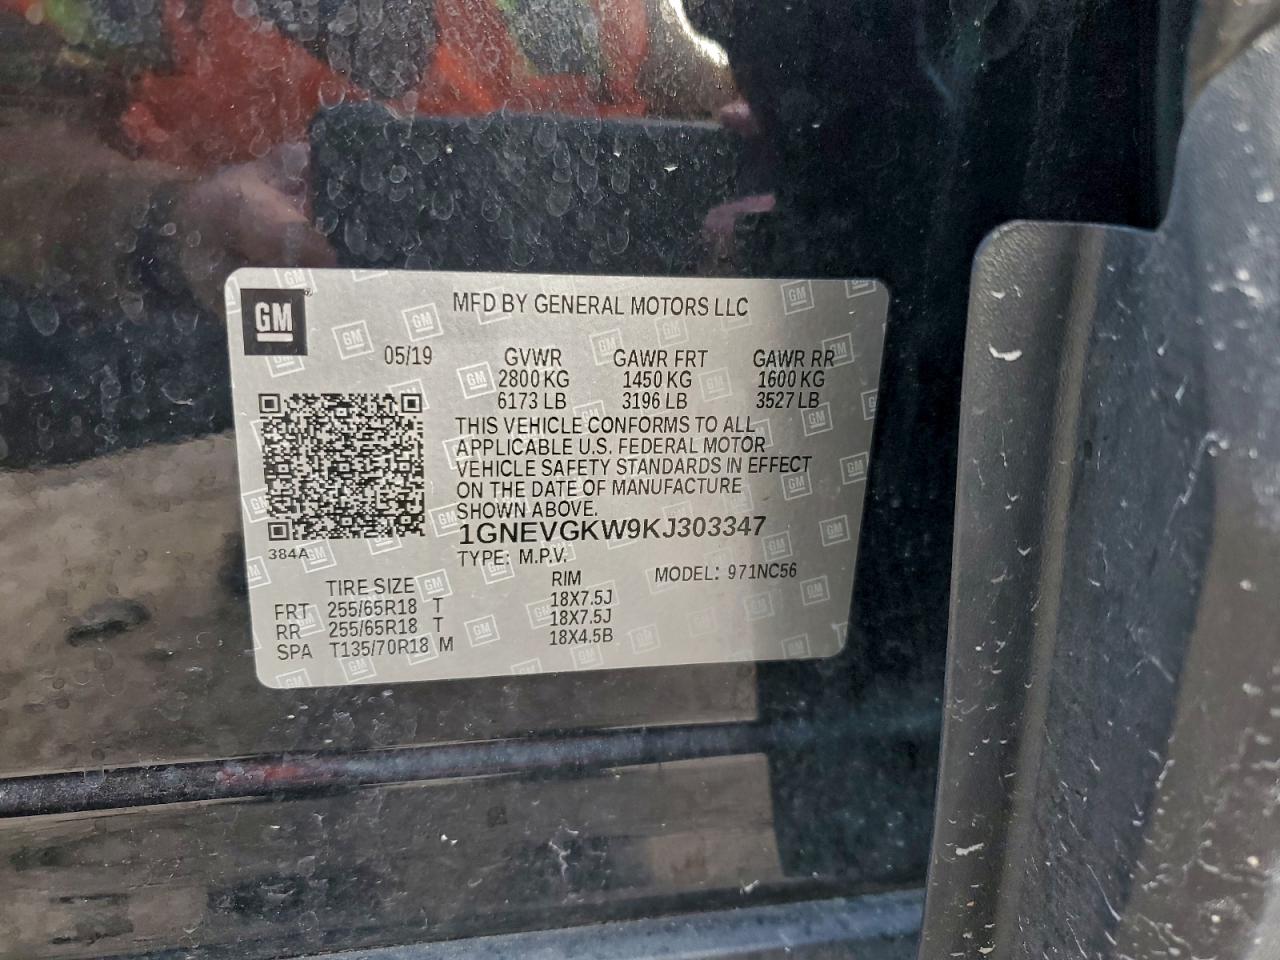 GM
MFD BY GENERAL MOTORS LLC
05/19 GVWR GAWR FRT GAWR RR
2800 KG 1450 KG 1600 KG
6173 LB 3196 LB 3527 LB
THIS VEHICLE CONFORMS TO ALL
APPLICABLE U.S. FEDERAL MOTOR
VEHICLE SAFETY STANDARDS IN EFFECT
ON THE DATE OF MANUFACTURE
SHOWN ABOVE.
1GNEVGKW9KJ303347
384A
TYPE: M.P.V.
TIRE SIZE RIM MODEL: 971NC56
FRT 255/65R18 T 18X7.5J
RR 255/65R18 T 18X7.5J
SPA T135/70R18 M 18X4.5B